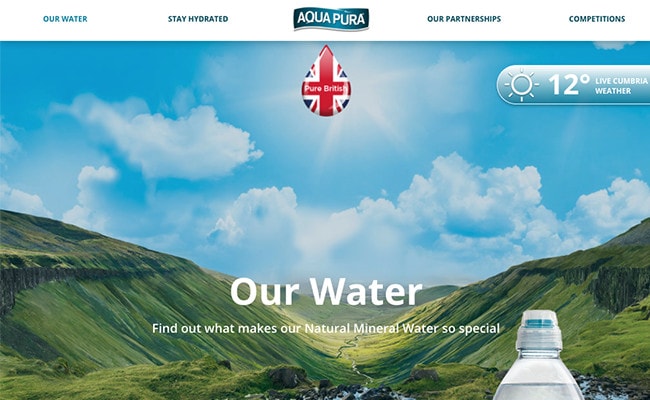 OUR WATER
STAY HYDRATED
AQUA PURA
OUR PARTNERSHIPS
COMPETITIONS
Pure British
12°
LIVE CUMBRIA
WEATHER
Our Water
Find out what makes our Natural Mineral Water so special